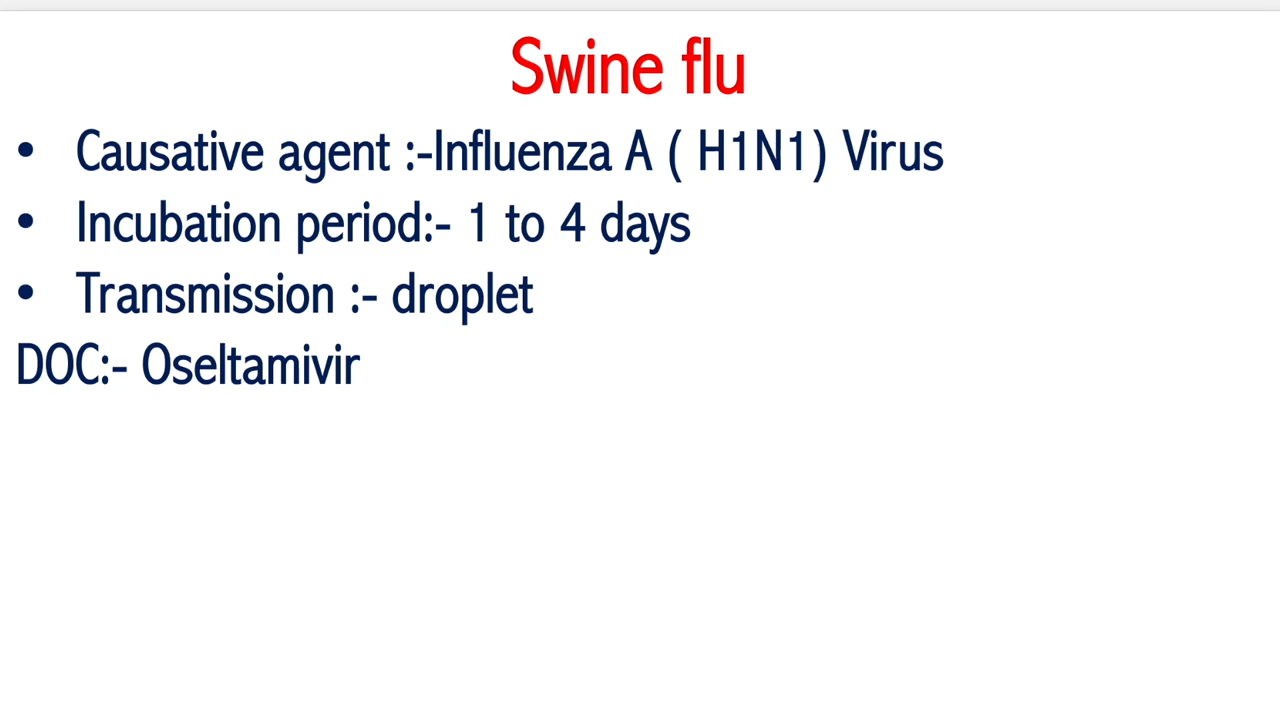 Swine flu
• Causative agent :-Influenza A ( H1N1) Virus
• Incubation period:- 1 to 4 days
• Transmission :- droplet
DOC:- Oseltamivir